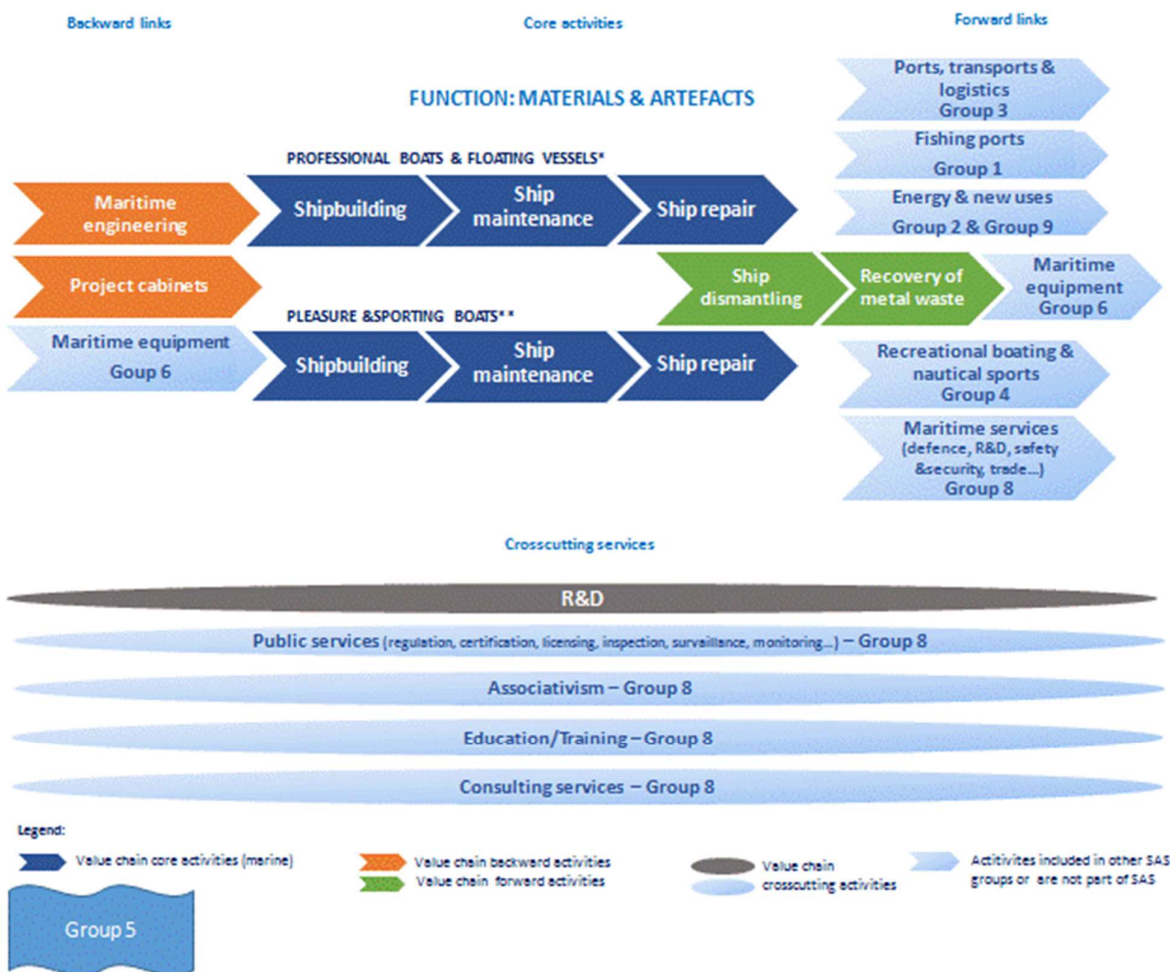 Backward links
Core activities
Forward links
FUNCTION: MATERIALS & ARTEFACTS
Ports, transports &
logistics
Group 3
Fishing ports
Group 1
Energy & new uses
Group 2 & Group 9
PROFESSIONAL BOATS & FLOATING VESSELS*
Maritime
engineering
Shipbuilding
Ship
maintenance
Ship repair
Project cabinets
Ship
dismantling
Recovery of
metal waste
Maritime
equipment
Group 6
PLEASURE &SPORTING BOATS**
Maritime equipment
Goup 6
Shipbuilding
Ship
maintenance
Ship repair
Recreational boating &
nautical sports
Group 4
Maritime services
(defence, R&D, safety
&security, trade...)
Group 8
Crosscutting services
R&D
Public services (regulation, certification, licensing, inspection, survaillance, monitoring...) – Group 8
Associativism – Group 8
Education/Training – Group 8
Consulting services – Group 8
Legend:
Value chain core activities (marine)
Value chain backward activities
Value chain forward activities
Value chain
crosscutting activities
Actitivites included in other SAS
groups or are not part of SAS
Group 5